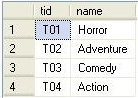 tid name
1 T01 Horror
2 T02 Adventure
3 T03 Comedy
4 T04 Action